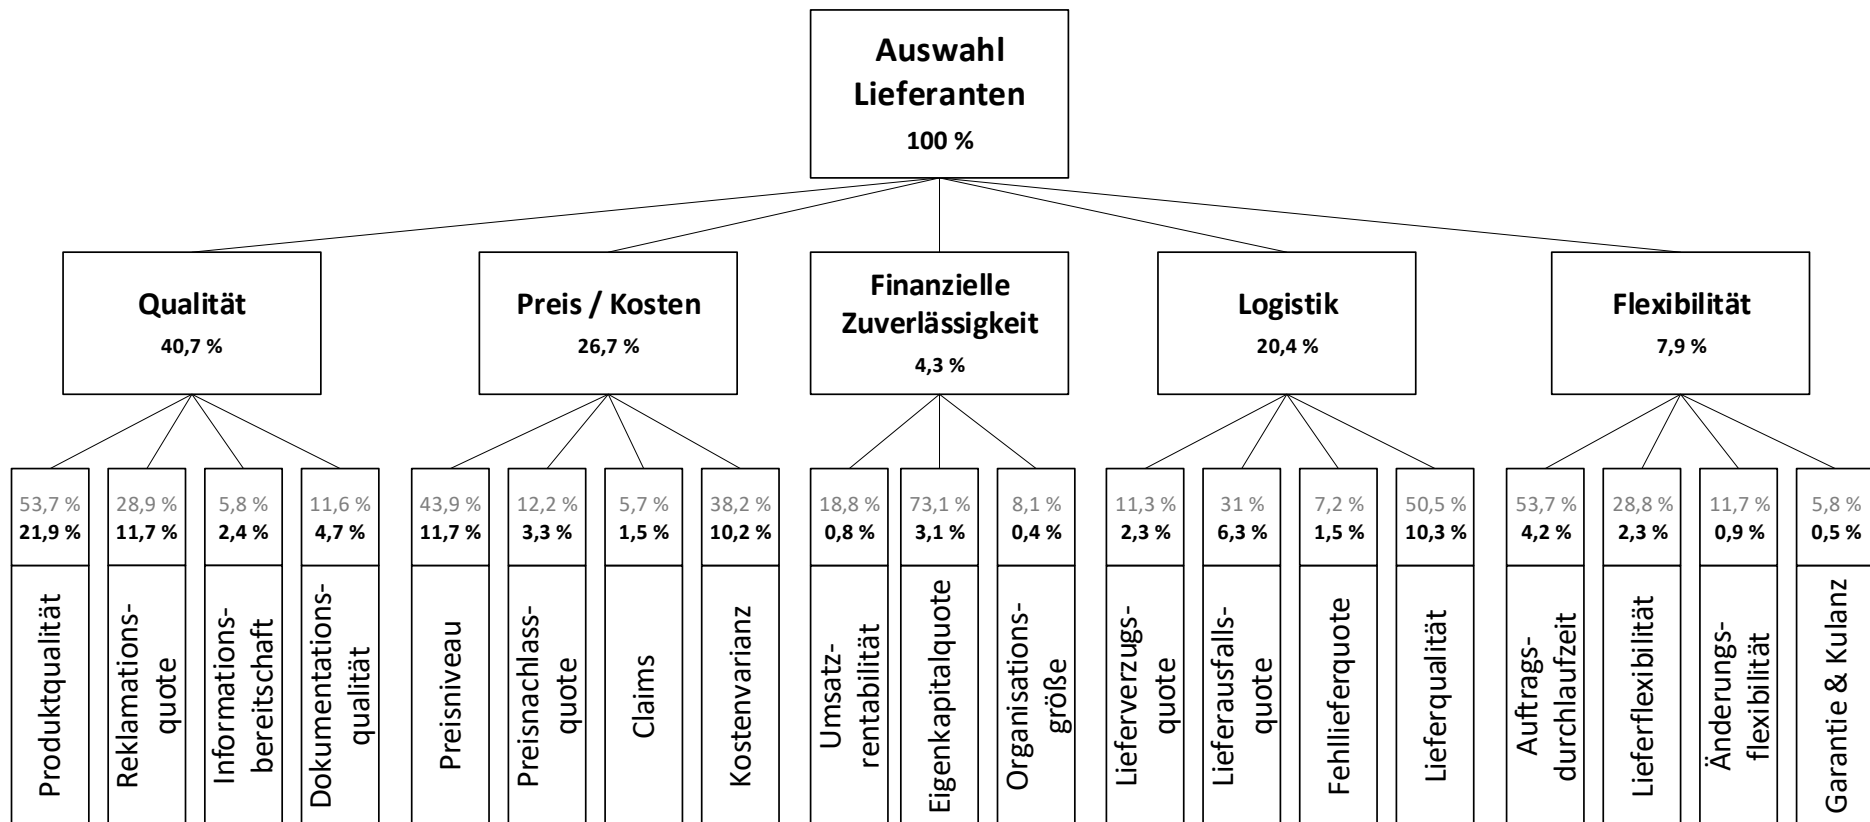 Auswahl
Lieferanten
100 %
Qualität
40,7 %
Preis / Kosten
26,7 %
Finanzielle
Zuverlässigkeit
4,3 %
Logistik
20,4 %
Flexibilität
7,9 %
53,7 %
21,9 %
Produktqualität
28,9 %
11,7 %
Reklamations-
quote
5,8 %
2,4 %
Informations-
bereitschaft
11,6 %
4,7 %
Dokumentations-
qualität
43,9 %
11,7 %
Preisniveau
12,2 %
3,3 %
Preisnachlass-
quote
5,7 %
1,5 %
Claims
38,2 %
10,2 %
Kostenvarianz
18,8 %
0,8 %
Umsatz-
rentabilität
73,1 %
3,1 %
Eigenkapitalquote
8,1 %
0,4 %
Organisations-
größe
11,3 %
2,3 %
Lieferverzugs-
quote
31 %
6,3 %
Lieferausfalls-
quote
7,2 %
1,5 %
Fehllieferquote
50,5 %
10,3 %
Lieferqualität
53,7 %
4,2 %
Auftrags-
durchlaufzeit
28,8 %
2,3 %
Lieferflexibilität
11,7 %
0,9 %
Änderungs-
flexibilität
5,8 %
0,5 %
Garantie & Kulanz